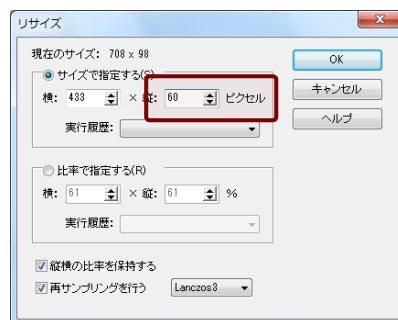 リサイズ
現在のサイズ: 708 x 98
サイズで指定する(S)
横: 433 × 縦: 60 ピクセル
実行履歴:
比率で指定する(R)
横: 61 × 縦: 61 %
実行履歴:
縦横の比率を保持する
再サンプリングを行う Lanczos3
OK
キャンセル
ヘルプ